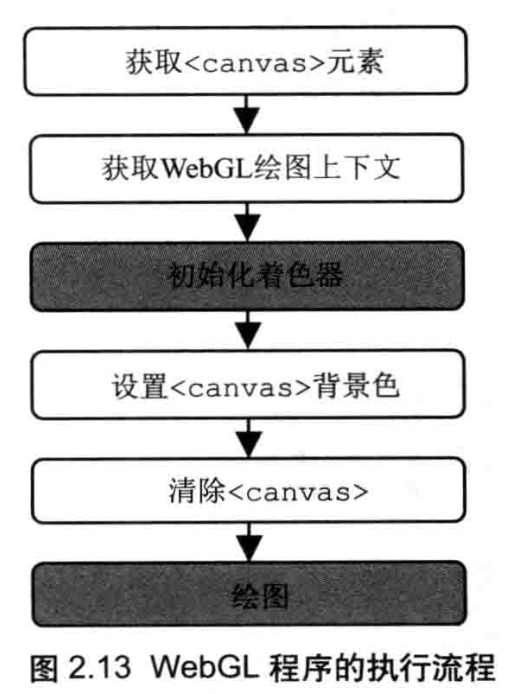 获取<canvas>元素
获取WebGL绘图上下文
初始化着色器
设置<canvas>背景色
清除<canvas>
绘图
图 2.13 WebGL 程序的执行流程